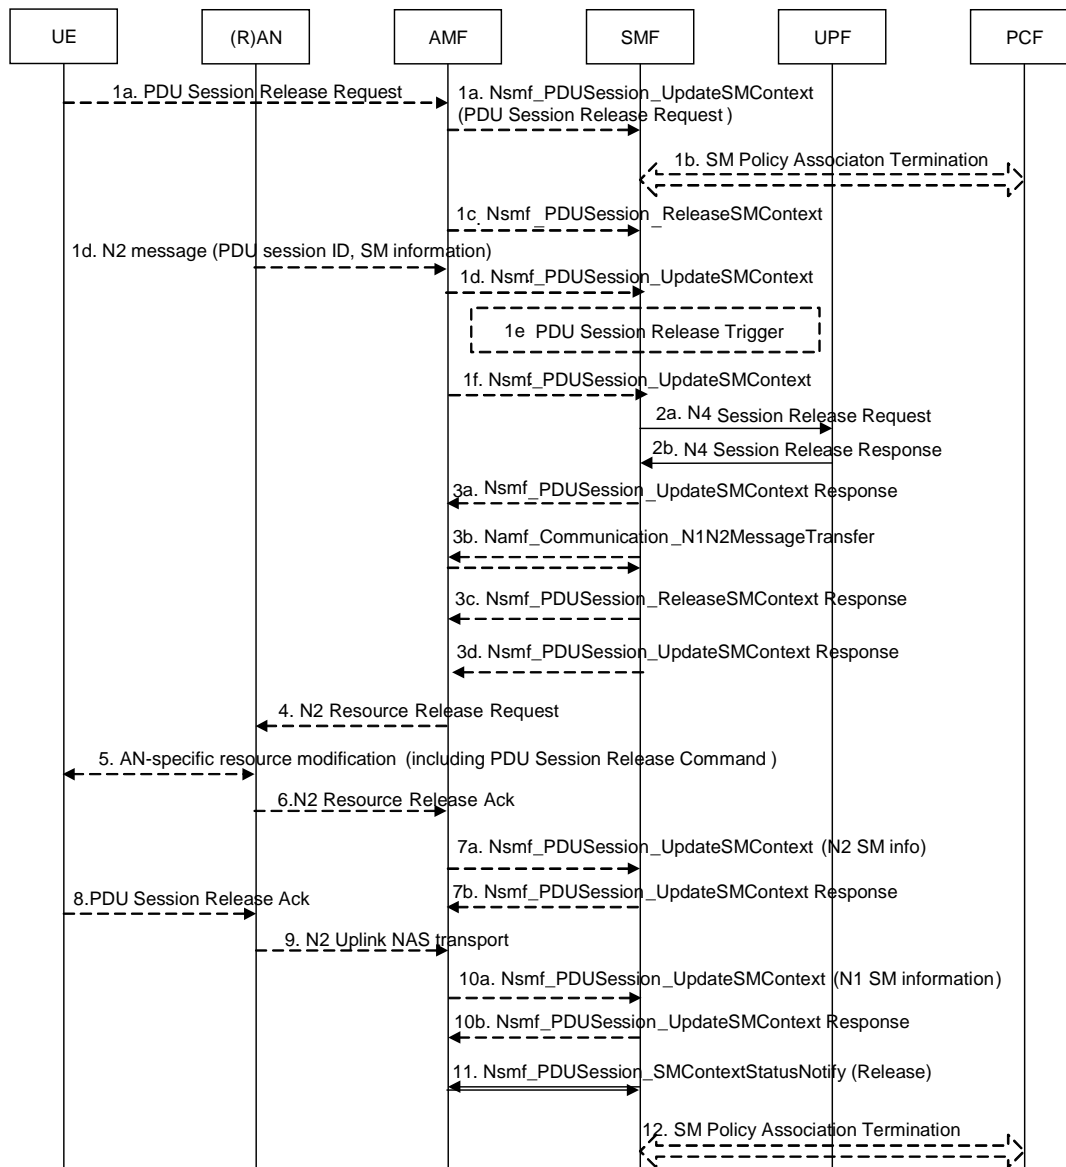 UE
(R)AN
AMF
SMF
UPF
PCF
1a. PDU Session Release Request
1a. Nsmf_PDUSession_UpdateSMContext
(PDU Session Release Request )
1b. SM Policy Associaton Termination
1c. Nsmf_PDUSession_ReleaseSMContext
1d. N2 message (PDU session ID, SM information)
1d. Nsmf_PDUSession_UpdateSMContext
1e PDU Session Release Trigger
1f. Nsmf_PDUSession_UpdateSMContext
2a. N4 Session Release Request
2b. N4 Session Release Response
3a. Nsmf_PDUSession_UpdateSMContext Response
3b. Namf_Communication_N1N2MessageTransfer
3c. Nsmf_PDUSession_ReleaseSMContext Response
3d. Nsmf_PDUSession_UpdateSMContext Response
4. N2 Resource Release Request
5. AN-specific resource modification (including PDU Session Release Command )
6.N2 Resource Release Ack
7a. Nsmf_PDUSession_UpdateSMContext (N2 SM info)
7b. Nsmf_PDUSession_UpdateSMContext Response
8.PDU Session Release Ack
9. N2 Uplink NAS transport
10a. Nsmf_PDUSession_UpdateSMContext (N1 SM information)
10b. Nsmf_PDUSession_UpdateSMContext Response
11. Nsmf_PDUSession_SMContextStatusNotify (Release)
12. SM Policy Association Termination